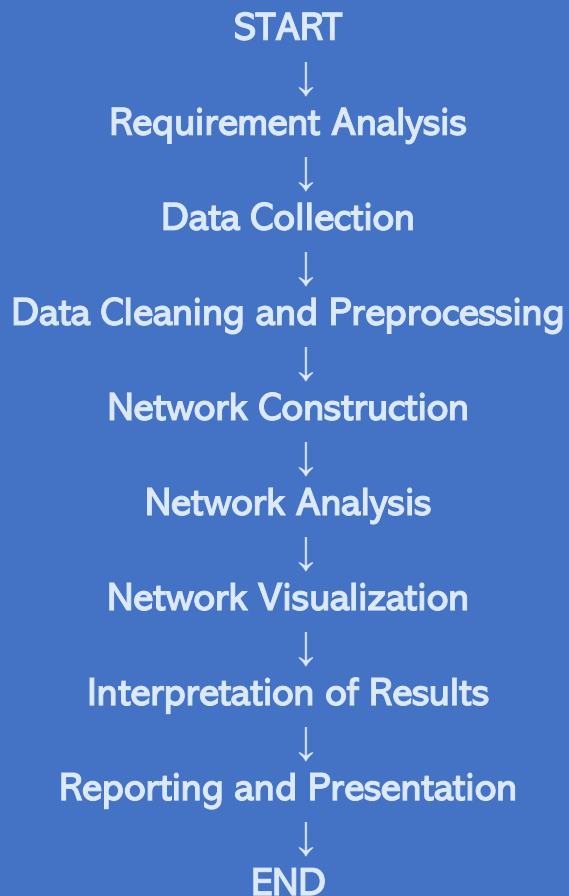 START
↓
Requirement Analysis
↓
Data Collection
↓
Data Cleaning and Preprocessing
↓
Network Construction
↓
Network Analysis
↓
Network Visualization
↓
Interpretation of Results
↓
Reporting and Presentation
↓
END